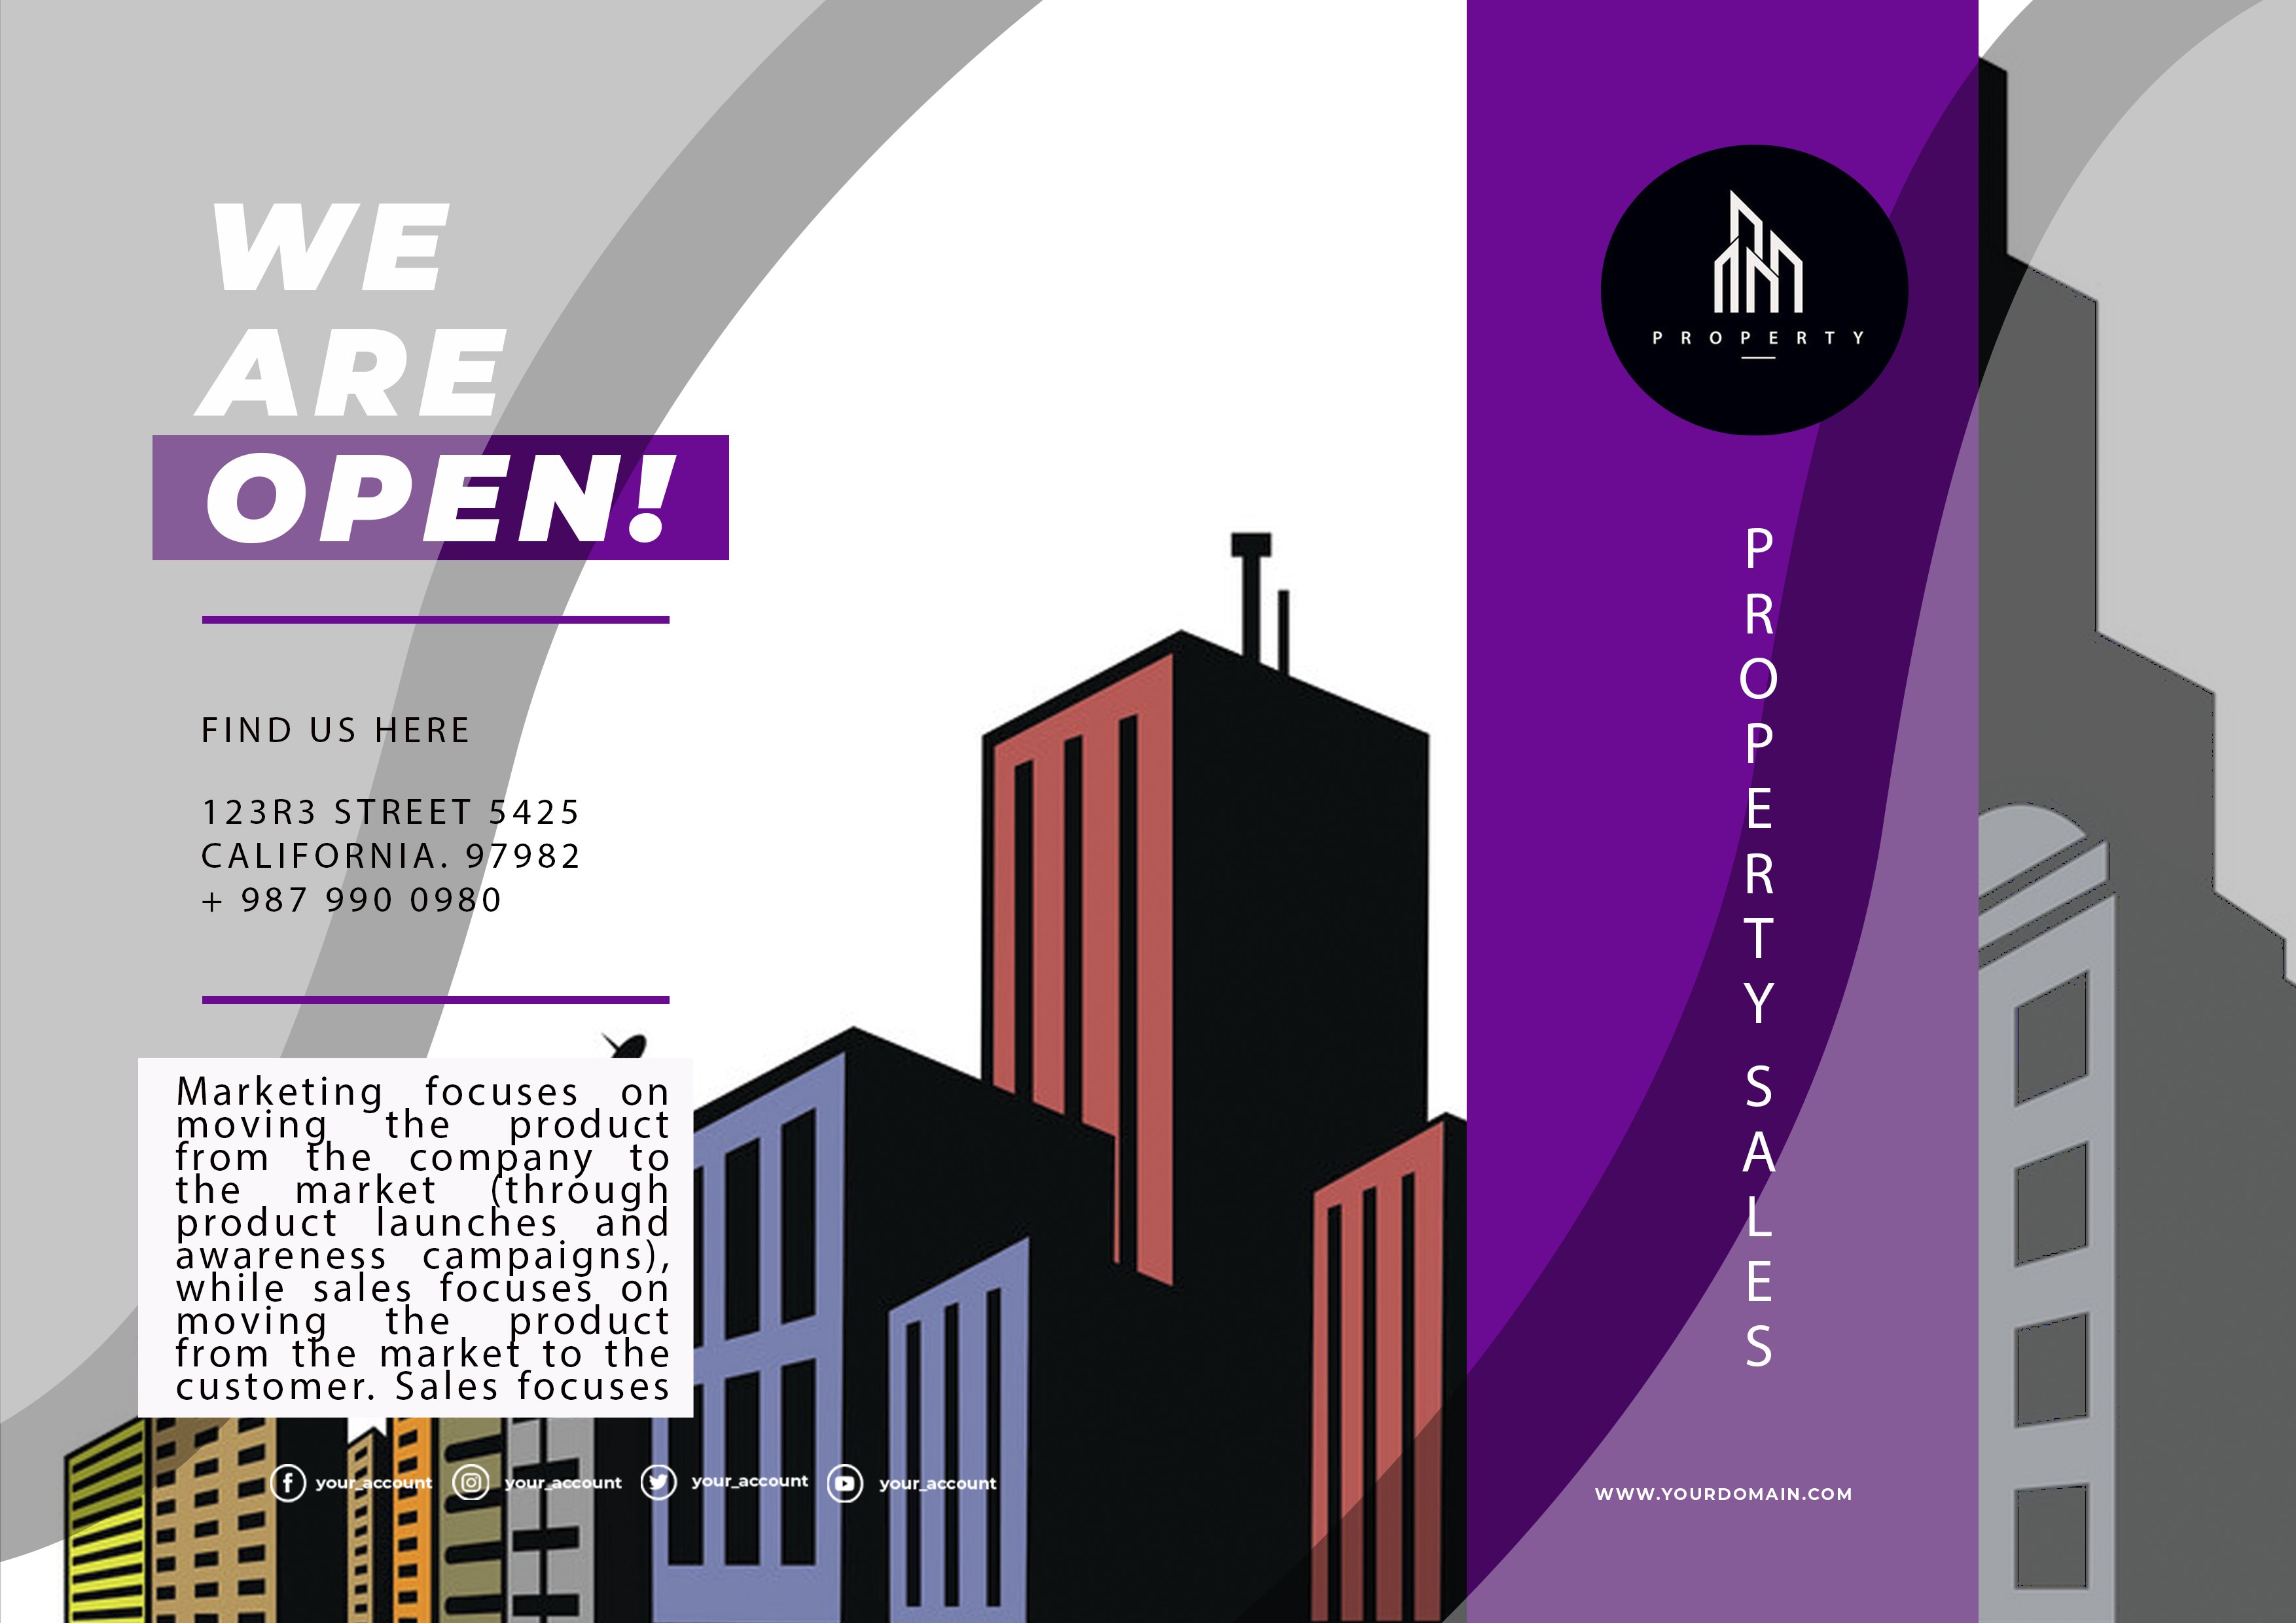 WE
ARE
OPEN!
FIND US HERE
123R3 STREET 5425
CALIFORNIA. 97982
+ 987 990 0980
Marketing focuses on
moving the product
from the company to
the market (through
product launches and
awareness campaigns),
while sales focuses on
moving the product
from the market to the
customer. Sales focuses
your_account
your_account
your_account
your_account
PROPERTY
PROPERTY SALES
WWW.YOURDOMAIN.COM